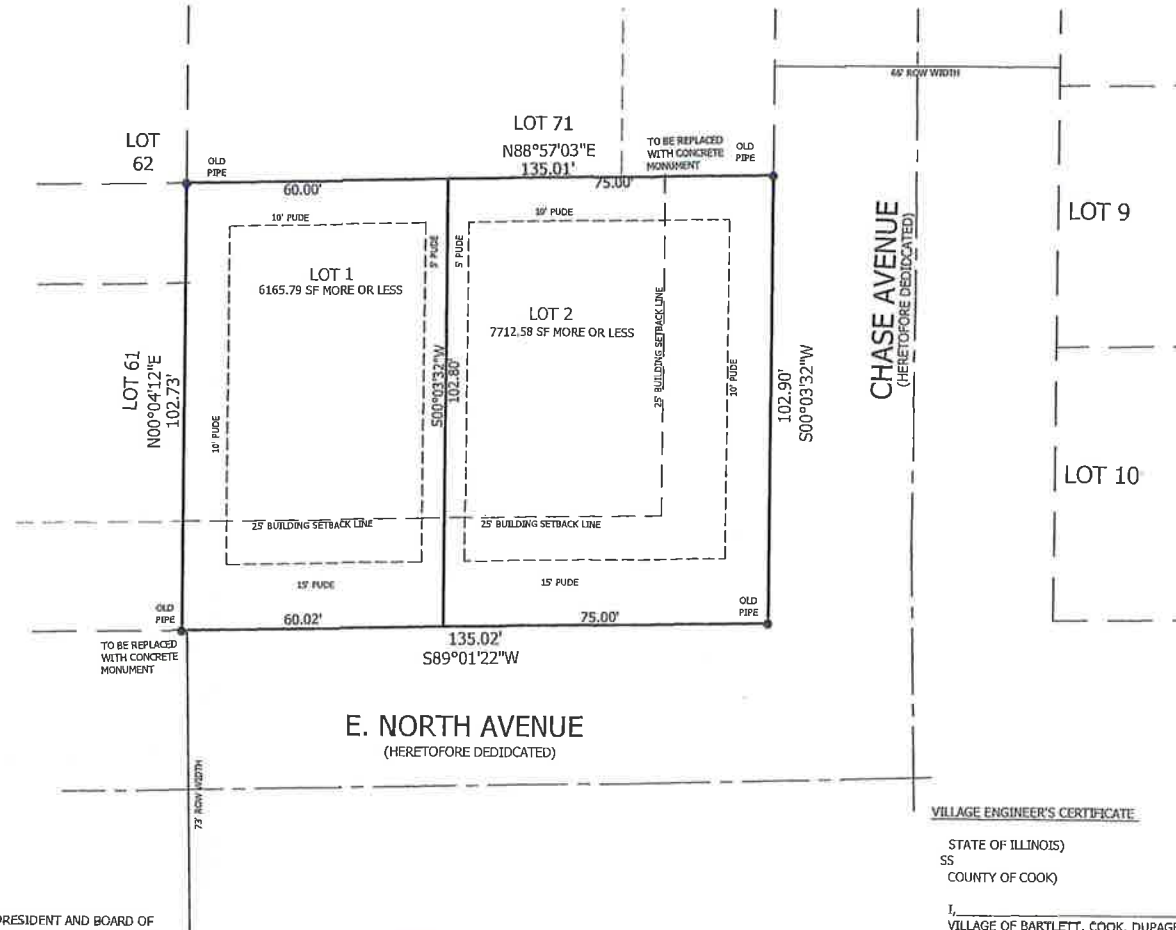 66' ROW WIDTH
LOT 71
N88°57'03"E
135.01'
LOT
62
OLD
PIPE
TO BE REPLACED
WITH CONCRETE
MONUMENT
OLD
PIPE
60.00'
75.00'
10' PUDE
10' PUDE
LOT 9
CHASE AVENUE
(HERETOFORE DEDIDCATED)
5' PUDE
5' PUDE
LOT 1
6165.79 SF MORE OR LESS
LOT 2
7712.58 SF MORE OR LESS
25' BUILDING SETBACK LINE
LOT 61
N00°04'12"E
102.73'
S00°03'32"W
102.80'
10' PUDE
102.90'
S00°03'32"W
10' PUDE
LOT 10
25' BUILDING SETBACK LINE
25' BUILDING SETBACK LINE
15' PUDE
15' PUDE
OLD
PIPE
OLD
PIPE
60.02'
75.00'
TO BE REPLACED
WITH CONCRETE
MONUMENT
135.02'
S89°01'22"W
E. NORTH AVENUE
(HERETOFORE DEDIDCATED)
73' ROW WIDTH
VILLAGE ENGINEER'S CERTIFICATE
STATE OF ILLINOIS)
SS
COUNTY OF COOK)
I,
PRESIDENT AND BOARD OF
VILLAGE OF BARTLETT, COOK, DUPAGE